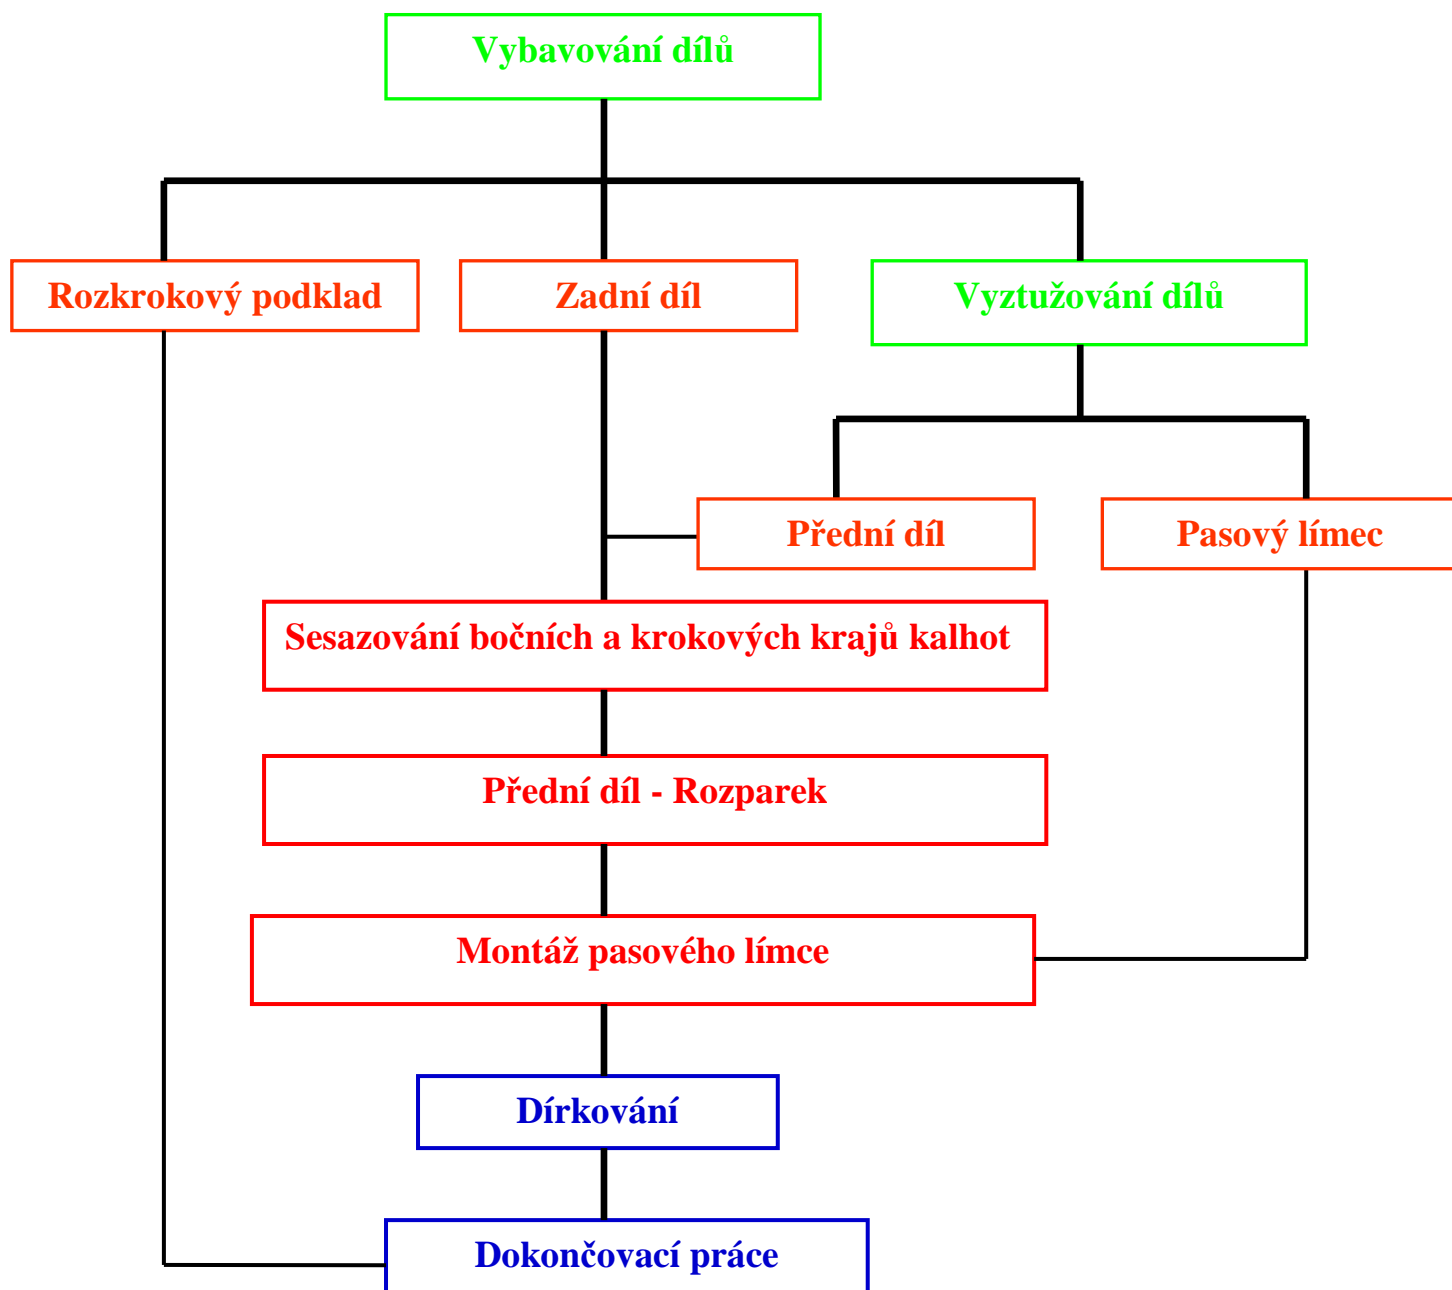 Vybavování dílů
Rozkrokový podklad
Zadní díl
Vyztužování dílů
Přední díl
Pasový límec
Sesazování bočních a krokových krajů kalhot
Přední díl - Rozparek
Montáž pasového límce
Dírkování
Dokončovací práce